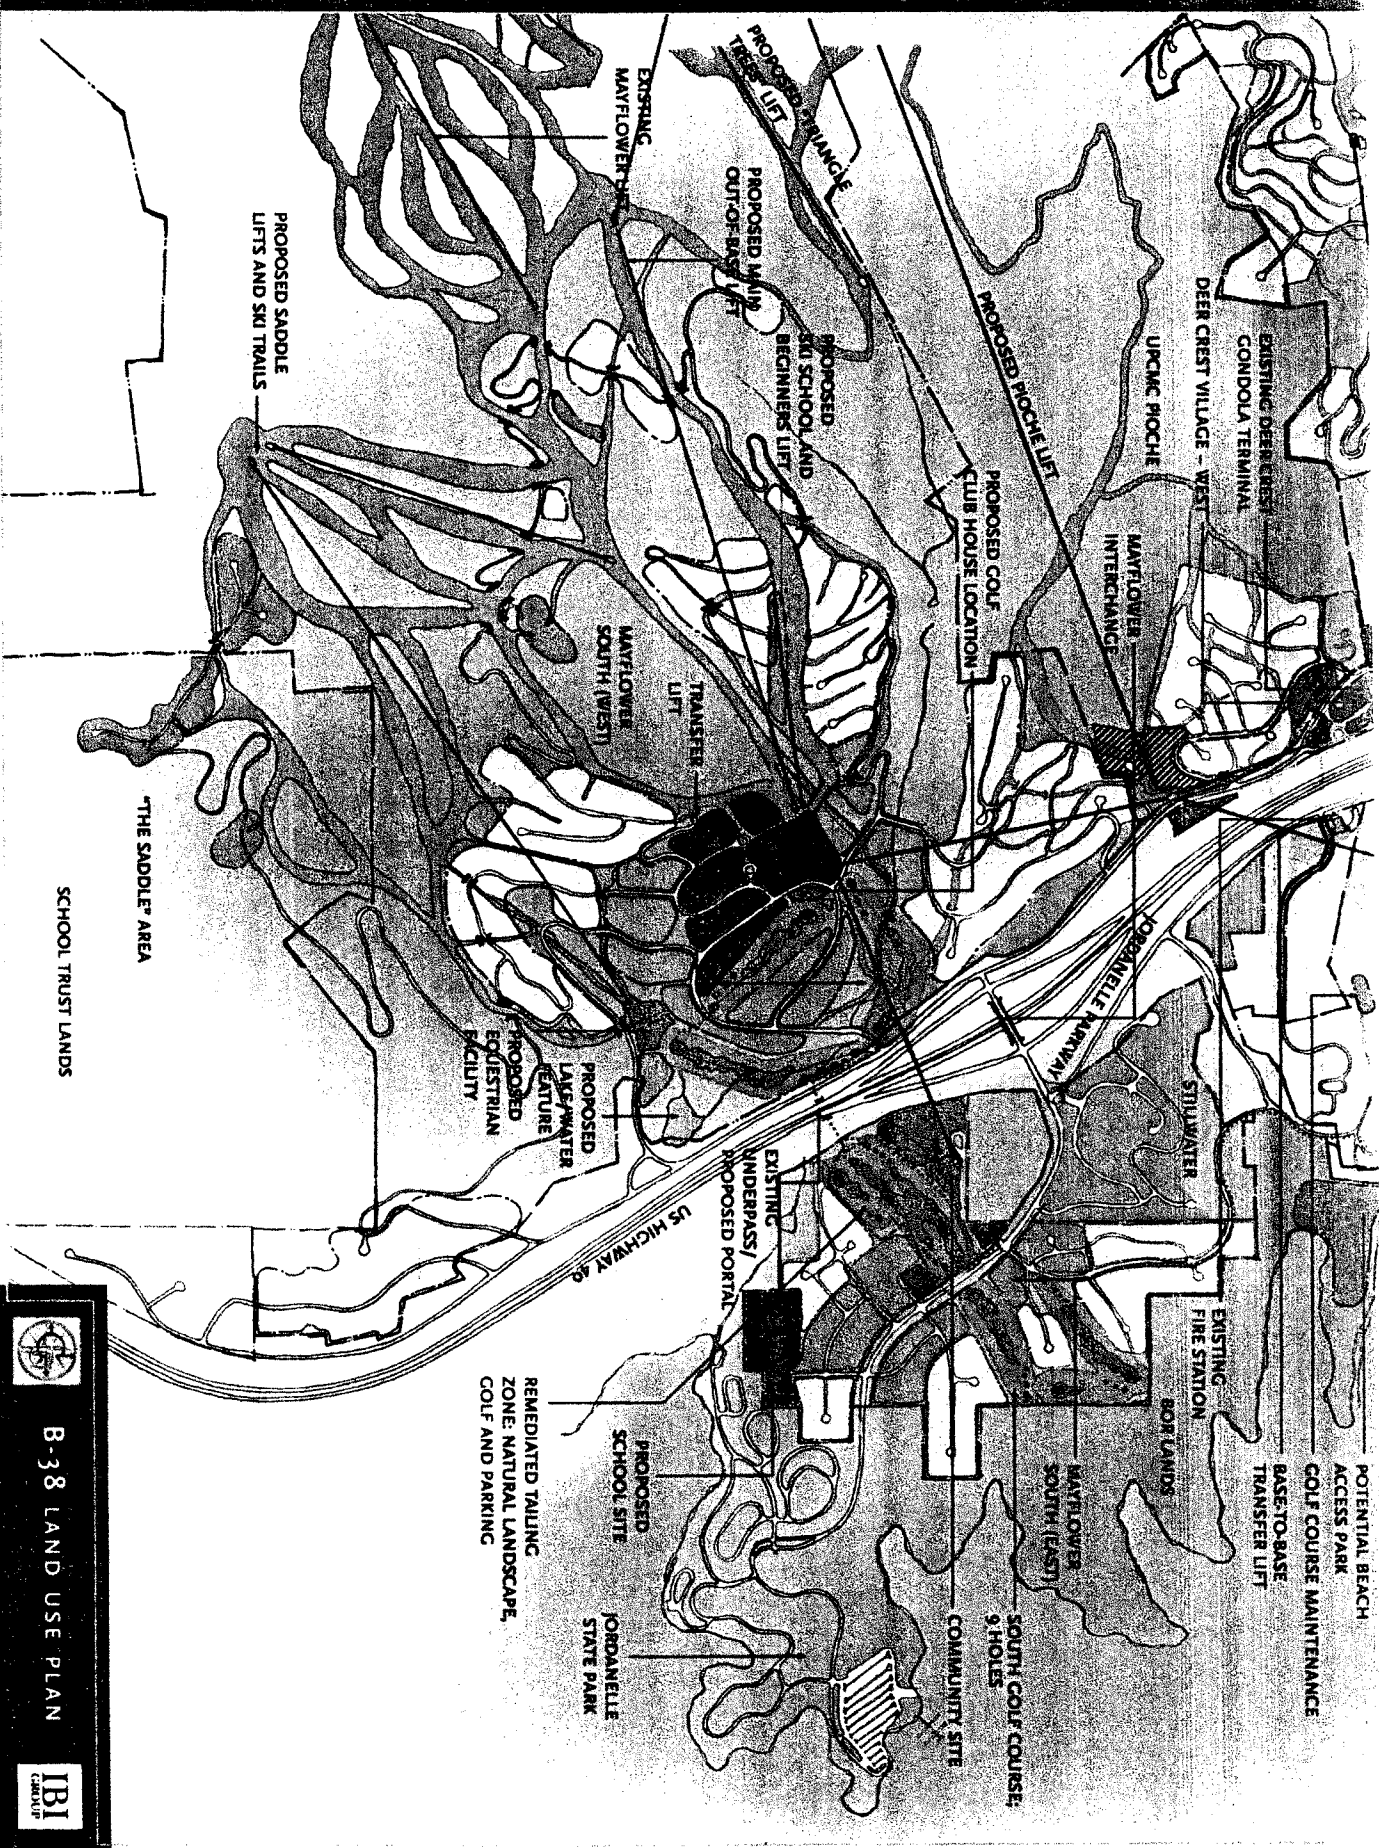 EXISTING
MAYFLOWER LIFT
PROPOSED "TRIANGLE
TREES" LIFT
PROPOSED MAIN
OUT-OF-BASE LIFT
PROPOSED
SKI SCHOOL AND
BEGINNERS LIFT
PROPOSED SADDLE
LIFTS AND SKI TRAILS
PROPOSED PIOCHE LIFT
UPCMC PIOCHE
DEER CREST VILLAGE - WEST
EXISTING DEER CREST
GONDOLA TERMINAL
PROPOSED GOLF
CLUB HOUSE LOCATION
MAYFLOWER
INTERCHANGE
MAYFLOWER
SOUTH (WEST)
TRANSFER
LIFT
"THE SADDLE" AREA
SCHOOL TRUST LANDS
JORDANELLE PARKWAY
STILLWATER
PROPOSED
LAKE/WATER
FEATURE
PROPOSED
EQUESTRIAN
FACILITY
EXISTING
UNDERPASS/
PROPOSED PORTAL
US HIGHWAY 40
EXISTING
FIRE STATION
BOR LANDS
POTENTIAL BEACH
ACCESS PARK
GOLF COURSE MAINTENANCE
BASE-TO-BASE
TRANSFER LIFT
MAYFLOWER
SOUTH (EAST)
SOUTH GOLF COURSE;
9 HOLES
COMMUNITY SITE
REMEDIATED TAILING
ZONE: NATURAL LANDSCAPE,
GOLF AND PARKING
PROPOSED
SCHOOL SITE
JORDANELLE
STATE PARK
B-38 LAND USE PLAN
IBI
GROUP